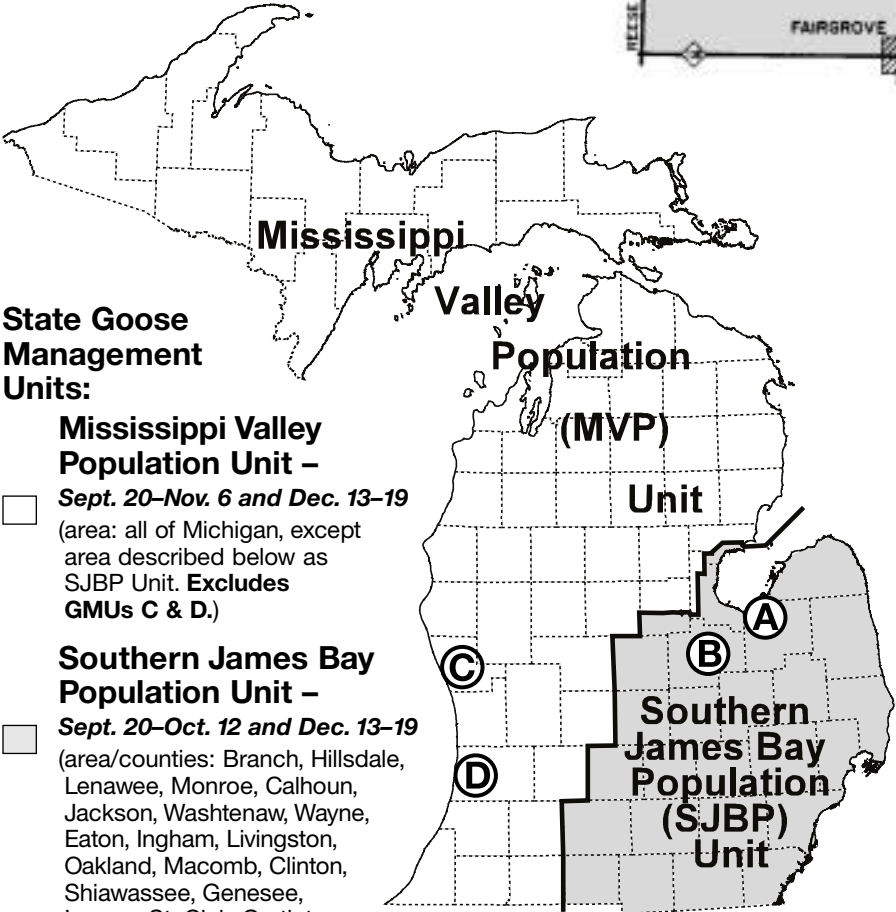 REESE
FAIRGROVE
Mississippi
Valley
Population
(MVP)
Unit
State Goose
Management
Units:
Mississippi Valley
Population Unit –
Sept. 20–Nov. 6 and Dec. 13–19
(area: all of Michigan, except
area described below as
SJBP Unit. Excludes
GMUs C & D.)
Southern James Bay
Population Unit –
Sept. 20–Oct. 12 and Dec. 13–19
(area/counties: Branch, Hillsdale,
Lenawee, Monroe, Calhoun,
Jackson, Washtenaw, Wayne,
Eaton, Ingham, Livingston,
Oakland, Macomb, Clinton,
Shiawassee, Genesee,
A
B
C
D
Southern
James Bay
Population
(SJBP)
Unit